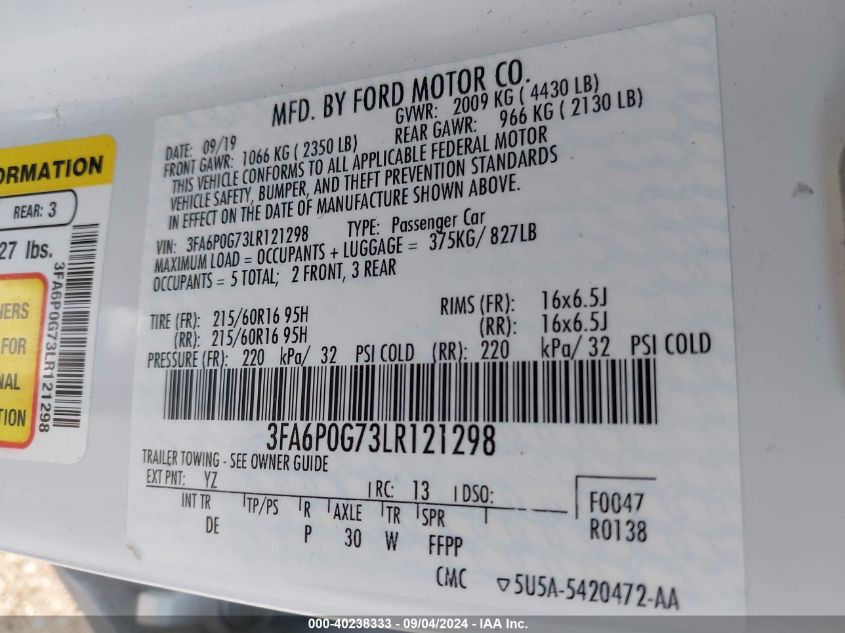 MFD. BY FORD MOTOR CO.
DATE: 09/19 GVWR: 2009 KG ( 4430 LB)
FRONT GAWR: 1066 KG ( 2350 LB) REAR GAWR: 966 KG ( 2130 LB)
THIS VEHICLE CONFORMS TO ALL APPLICABLE FEDERAL MOTOR
VEHICLE SAFETY, BUMPER, AND THEFT PREVENTION STANDARDS
IN EFFECT ON THE DATE OF MANUFACTURE SHOWN ABOVE.
VIN: 3FA6P0G73LR121298 TYPE: Passenger Car
MAXIMUM LOAD = OCCUPANTS + LUGGAGE = 375KG/ 827LB
OCCUPANTS = 5 TOTAL; 2 FRONT, 3 REAR
TIRE (FR): 215/60R16 95H RIMS (FR): 16x6.5J
(RR): 215/60R16 95H (RR): 16x6.5J
PRESSURE (FR): 220 kPa/ 32 PSI COLD (RR): 220 kPa/ 32 PSI COLD
3FA6P0G73LR121298
TRAILER TOWING - SEE OWNER GUIDE
EXT PNT: YZ RC: 13 DSO:
INT TR TP/PS R AXLE TR SPR
DE P 30 W FFPP
F0047
R0138
CMC ▽5U5A-5420472-AA
ORMATION
REAR: 3
27 lbs.
3FA6P0G73LR121298
NERS
FOR
NAL
TION
000-40238333 - 09/04/2024 - IAA Inc.